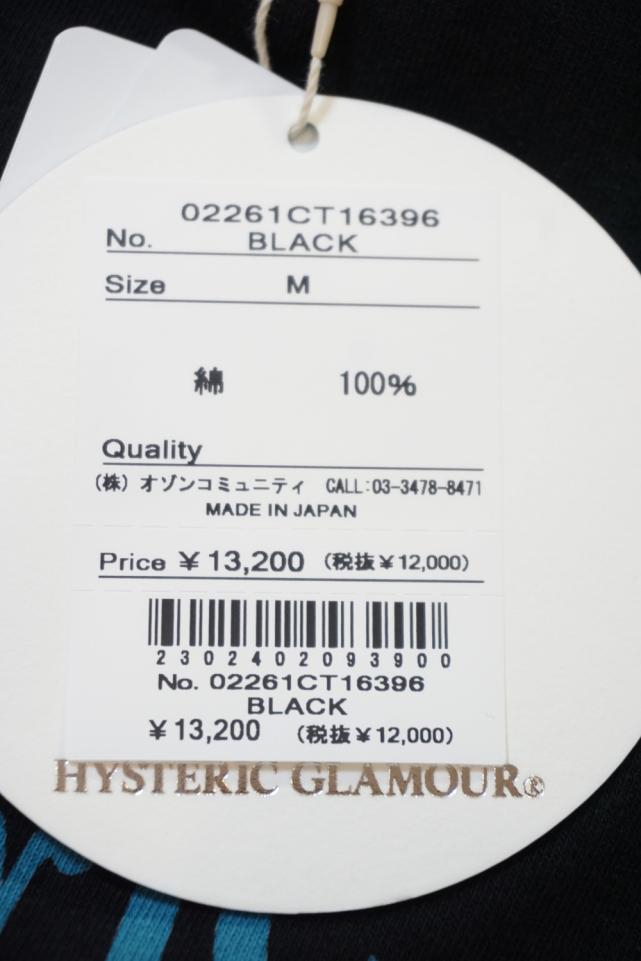 02261CT16396
No. BLACK
Size M
綿 100%
Quality
(株) オゾンコミュニティ CALL:03-3478-8471
MADE IN JAPAN
Price ¥13,200 (税抜¥12,000)
2302402093900
No. 02261CT16396
BLACK
¥13,200 (税抜¥12,000)
HYSTERIC GLAMOUR®